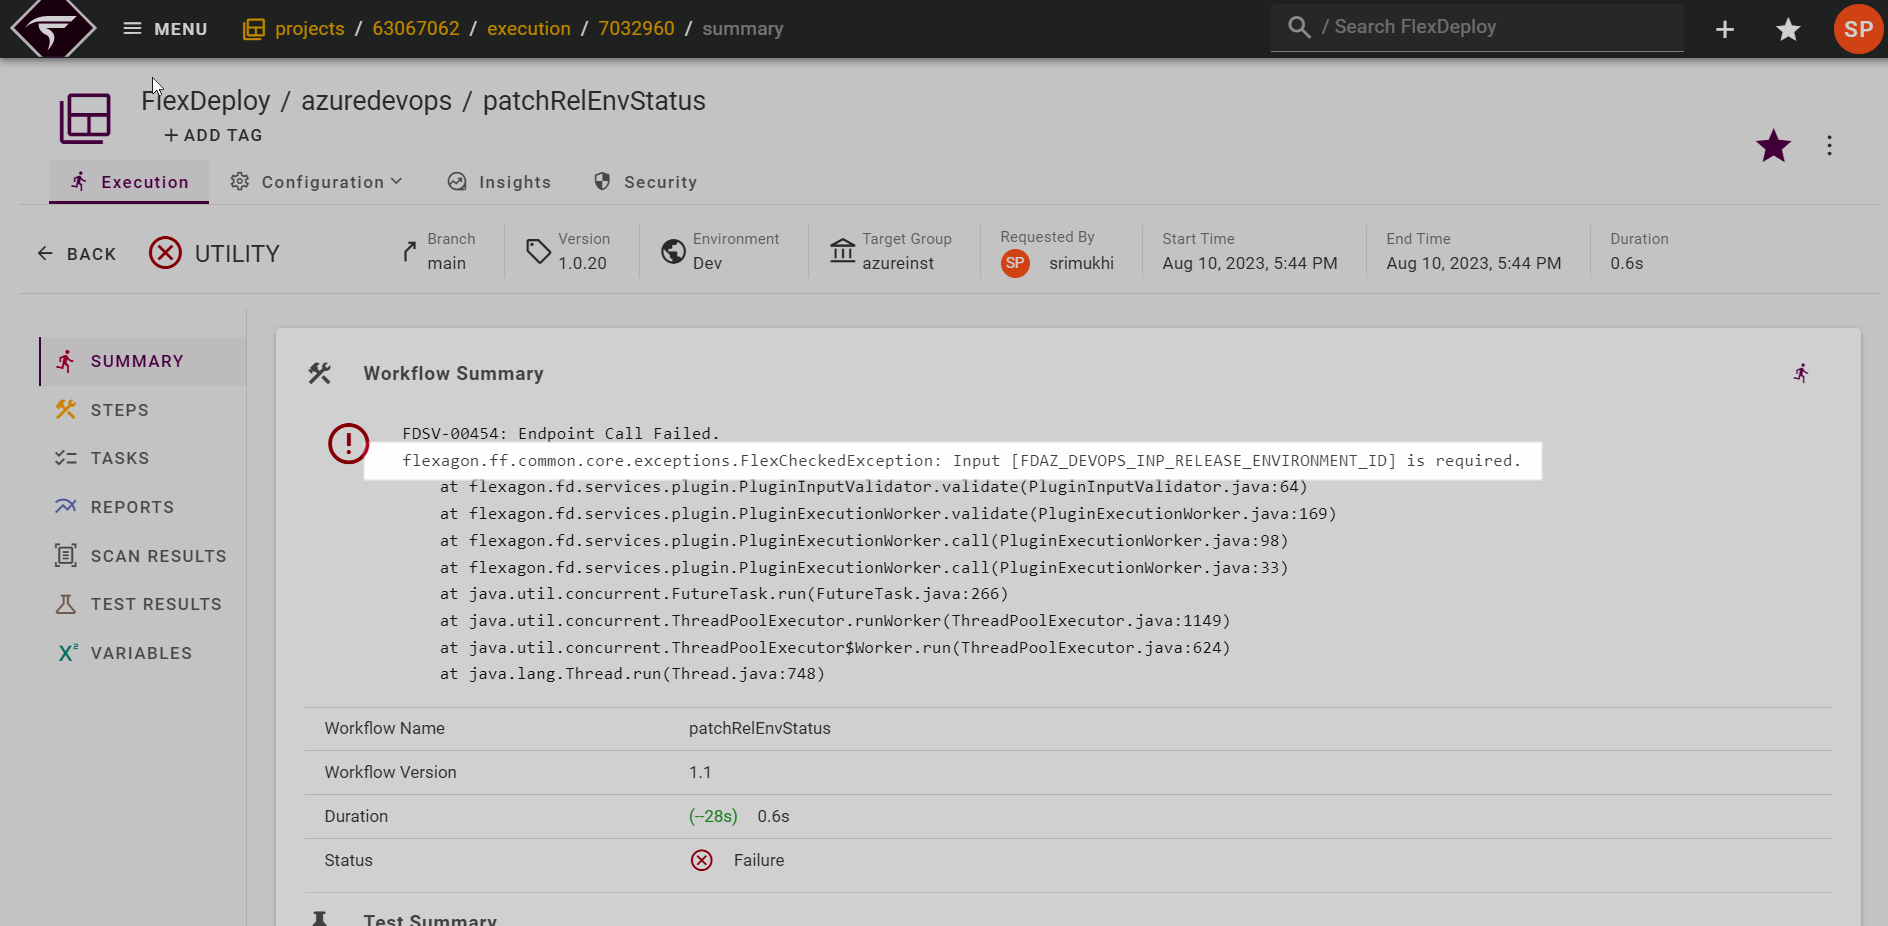 MENU projects / 63067062 / execution / 7032960 / summary / Search FlexDeploy SP
FlexDeploy / azuredevops / patchRelEnvStatus
+ ADD TAG
Execution Configuration Insights Security
BACK UTILITY
Branch
main
Version
1.0.20
Environment
Dev
Target Group
azureinst
Requested By
SP srimukhi
Start Time
Aug 10, 2023, 5:44 PM
End Time
Aug 10, 2023, 5:44 PM
Duration
0.6s
SUMMARY
STEPS
TASKS
REPORTS
SCAN RESULTS
TEST RESULTS
X² VARIABLES
Workflow Summary
FDSV-00454: Endpoint Call Failed.
flexagon.ff.common.core.exceptions.FlexCheckedException: Input [FDAZ_DEVOPS_INP_RELEASE_ENVIRONMENT_ID] is required.
at flexagon.fd.services.plugin.PluginInputValidator.validate(PluginInputValidator.java:64)
at flexagon.fd.services.plugin.PluginExecutionWorker.validate(PluginExecutionWorker.java:169)
at flexagon.fd.services.plugin.PluginExecutionWorker.call(PluginExecutionWorker.java:98)
at flexagon.fd.services.plugin.PluginExecutionWorker.call(PluginExecutionWorker.java:33)
at java.util.concurrent.FutureTask.run(FutureTask.java:266)
at java.util.concurrent.ThreadPoolExecutor.runWorker(ThreadPoolExecutor.java:1149)
at java.util.concurrent.ThreadPoolExecutor$Worker.run(ThreadPoolExecutor.java:624)
at java.lang.Thread.run(Thread.java:748)
Workflow Name patchRelEnvStatus
Workflow Version 1.1
Duration (--28s) 0.6s
Status Failure
Test Summary